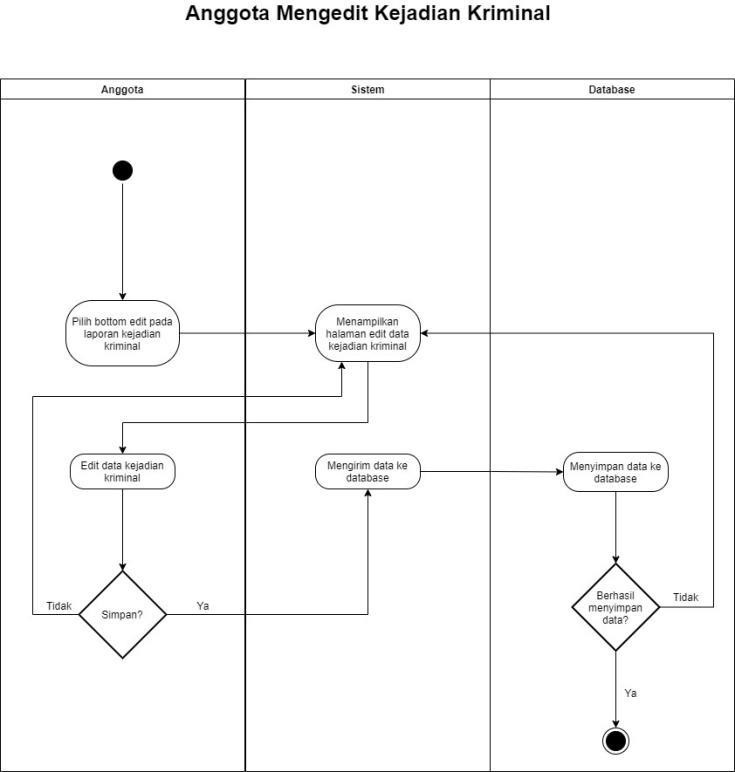 Anggota Mengedit Kejadian Kriminal
Anggota
Sistem
Database
Pilih bottom edit pada
laporan kejadian
kriminal
Menampilkan
halaman edit data
kejadian kriminal
Edit data kejadian
kriminal
Mengirim data ke
database
Menyimpan data ke
database
Simpan?
Tidak
Ya
Berhasil
menyimpan
data?
Tidak
Ya